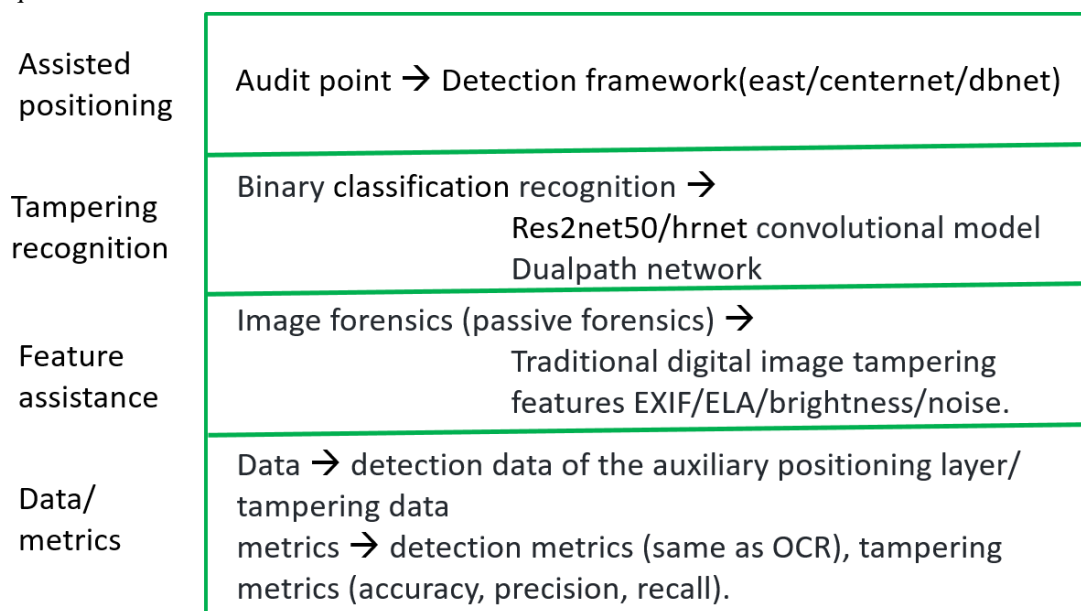 Assisted
positioning
Audit point → Detection framework(east/centernet/dbnet)
Tampering
recognition
Binary classification recognition →
Res2net50/hrnet convolutional model
Dualpath network
Feature
assistance
Image forensics (passive forensics) →
Traditional digital image tampering
features EXIF/ELA/brightness/noise.
Data/
metrics
Data → detection data of the auxiliary positioning layer/
tampering data
metrics → detection metrics (same as OCR), tampering
metrics (accuracy, precision, recall).